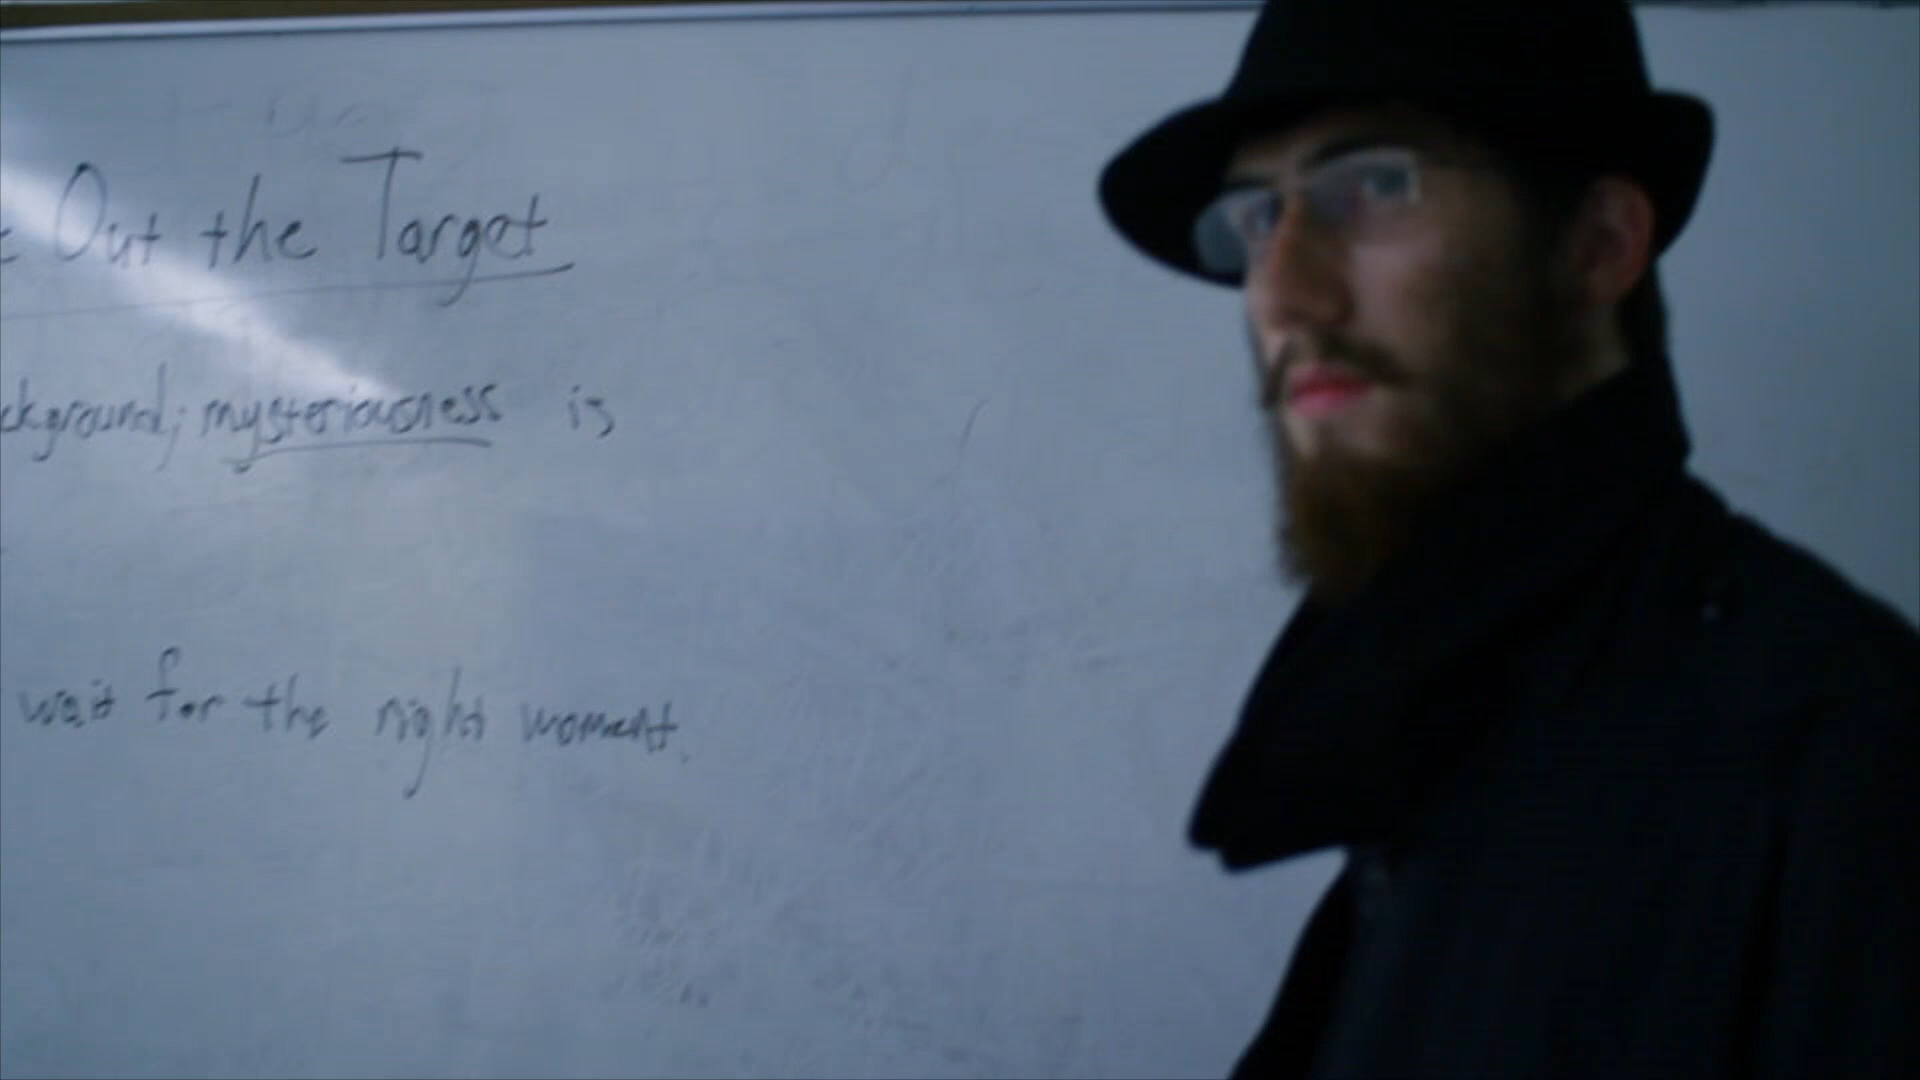 Out the Target
ckground; mysteriousness is
wait for the right moment.